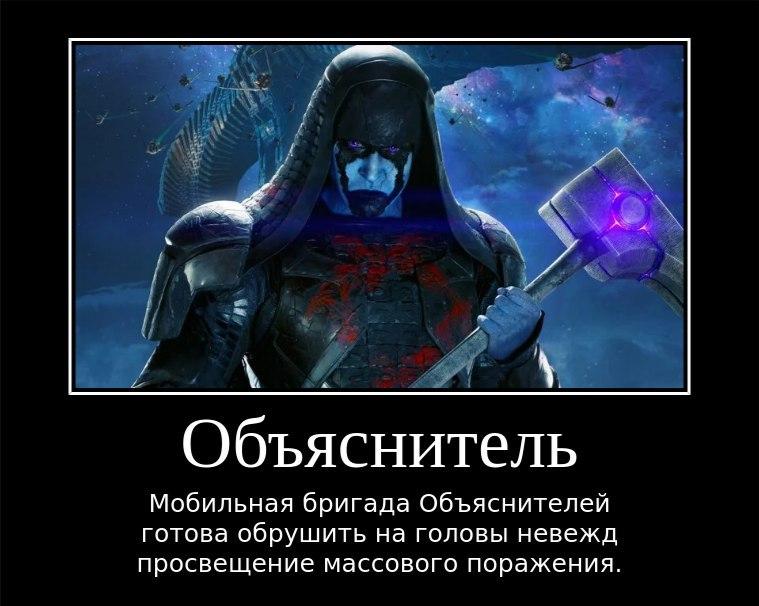 Объяснитель
Мобильная бригада Объяснителей
готова обрушить на головы невежд
просвещение массового поражения.